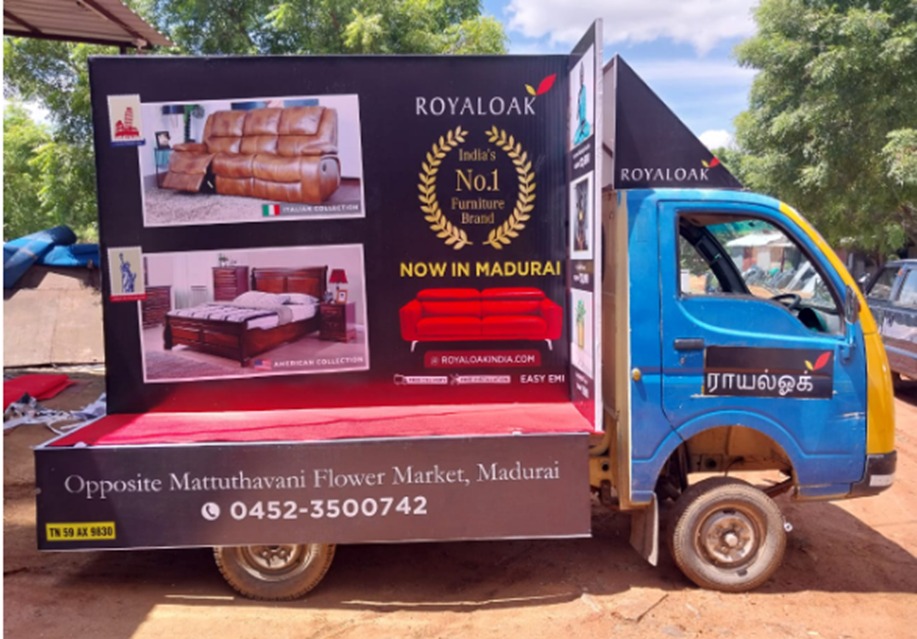 ROYALOAK
India's
No.1
Furniture
Brand
NOW IN MADURAI
ITALIAN COLLECTION
AMERICAN COLLECTION
ROYALOAKINDIA.COM
EASY EMI
Opposite Mattuthavani Flower Market, Madurai
0452-3500742
TN 59 AX 9830
ROYALOAK
ராயல்ஓக்